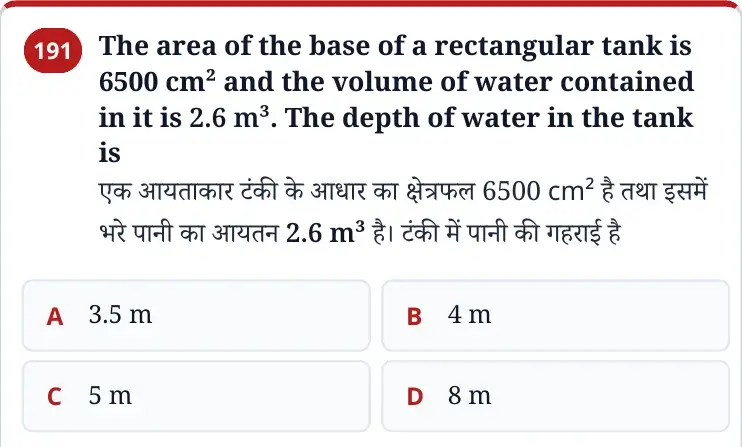 191 The area of the base of a rectangular tank is
6500 cm² and the volume of water contained
in it is 2.6 m³. The depth of water in the tank
is
एक आयताकार टंकी के आधार का क्षेत्रफल 6500 cm² है तथा इसमें
भरे पानी का आयतन 2.6 m³ है। टंकी में पानी की गहराई है
A 3.5 m B 4 m
C 5 m D 8 m